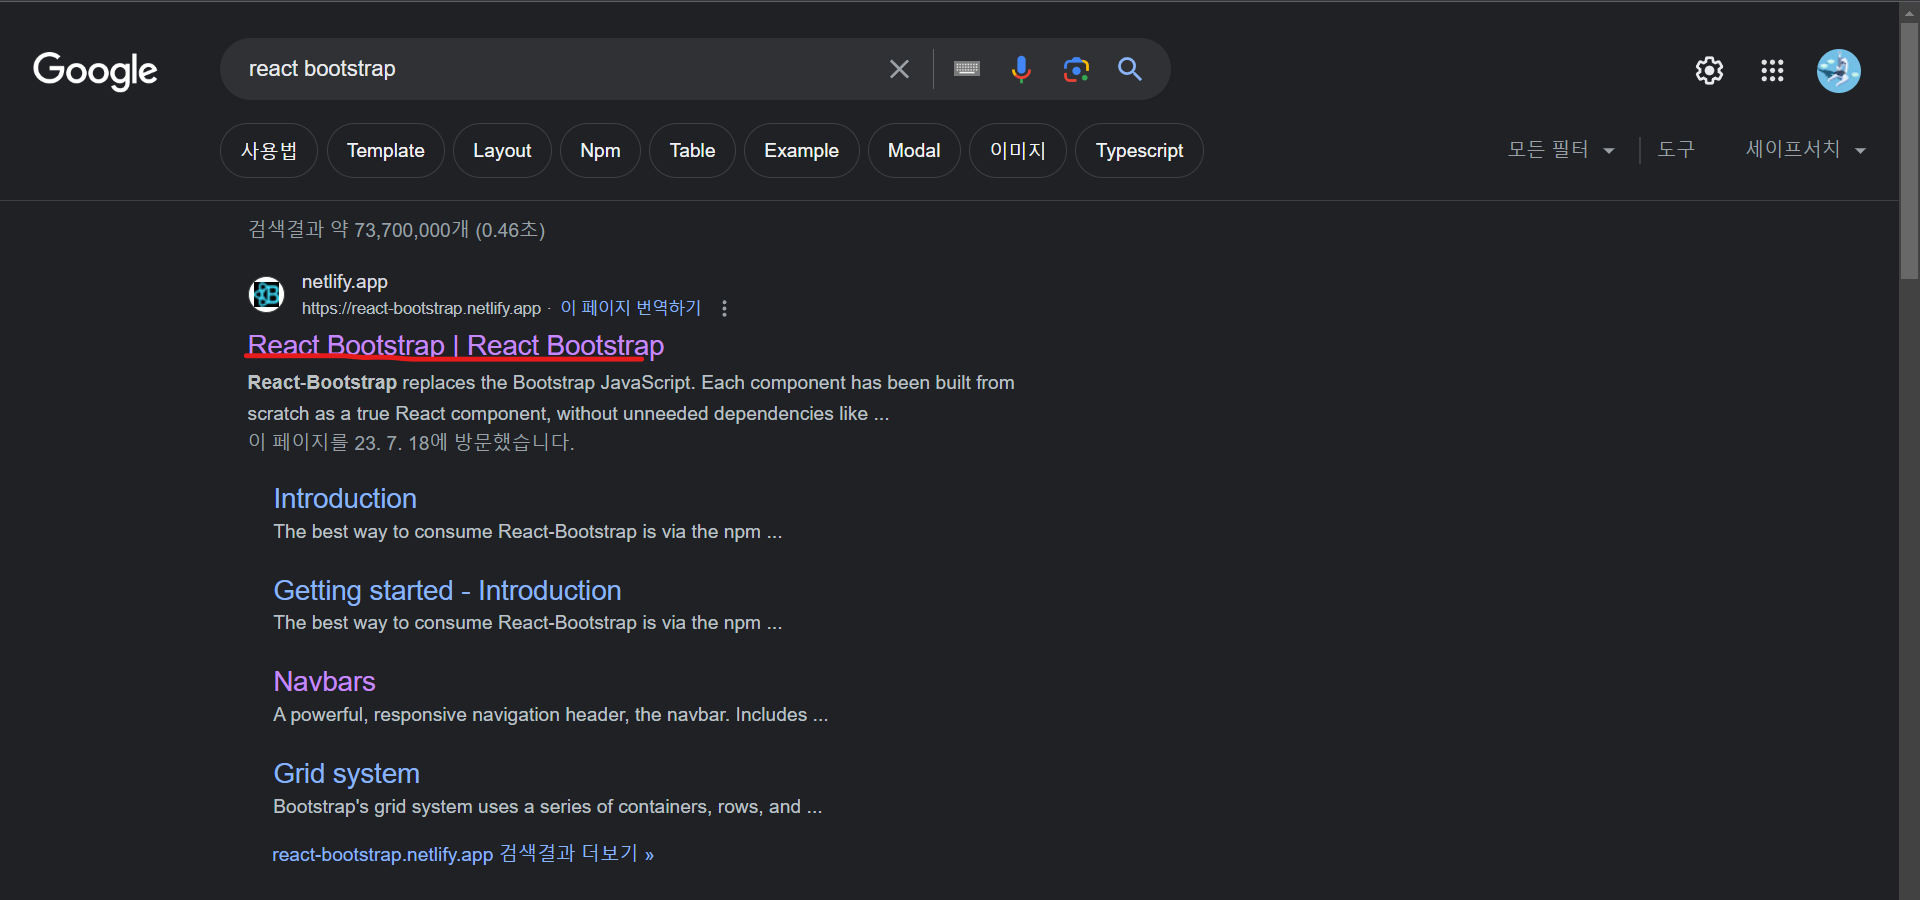 Google
react bootstrap
사용법
Template
Layout
Npm
Table
Example
Modal
이미지
Typescript
모든 필터
도구
세이프서치
검색결과 약 73,700,000개 (0.46초)
netlify.app
https://react-bootstrap.netlify.app · 이 페이지 번역하기
React Bootstrap | React Bootstrap
React-Bootstrap replaces the Bootstrap JavaScript. Each component has been built from
scratch as a true React component, without unneeded dependencies like ...
이 페이지를 23. 7. 18에 방문했습니다.
Introduction
The best way to consume React-Bootstrap is via the npm ...
Getting started - Introduction
The best way to consume React-Bootstrap is via the npm ...
Navbars
A powerful, responsive navigation header, the navbar. Includes ...
Grid system
Bootstrap's grid system uses a series of containers, rows, and ...
react-bootstrap.netlify.app 검색결과 더보기 »